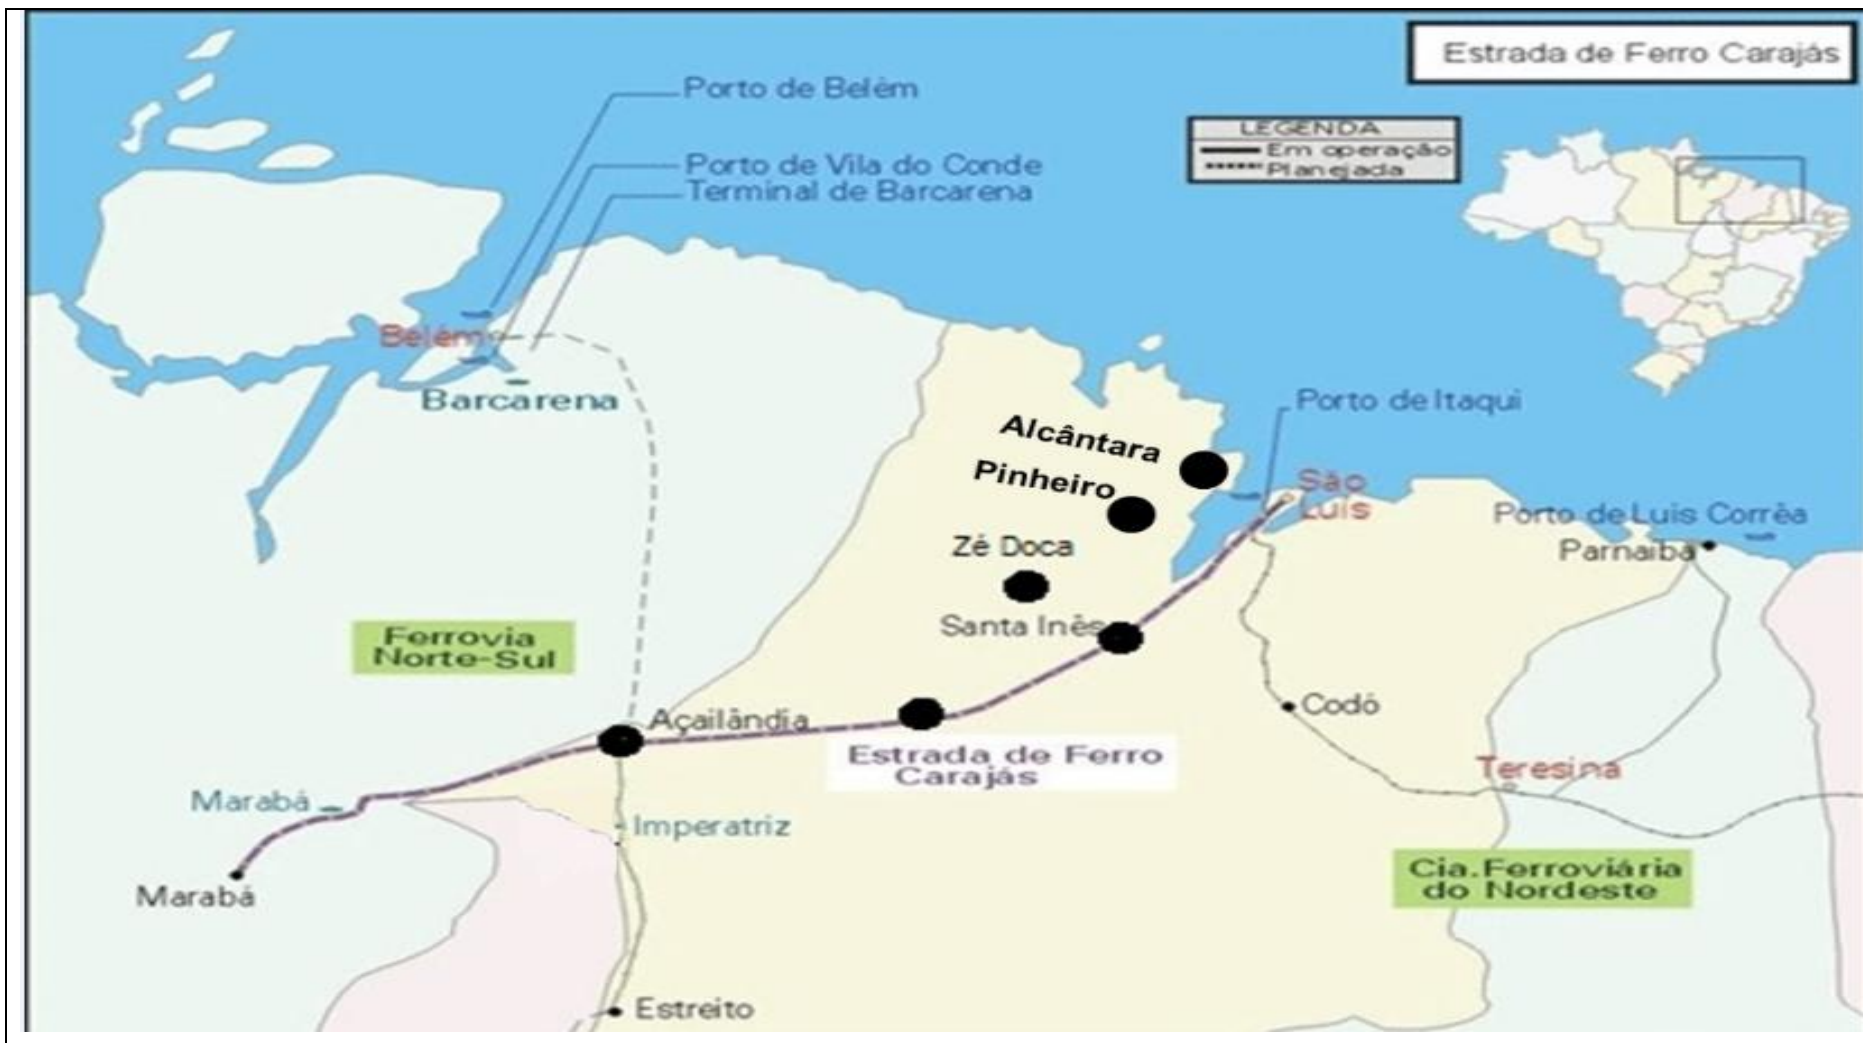 Estrada de Ferro Carajás
Porto de Belém
LEGENDA
Em operação
Planejada
Porto de Vila do Conde
Terminal de Barcarena
Belém
Barcarena
Porto de Itaqui
Alcântara
Pinheiro
São
Luís
Porto de Luis Corrêa
Parnaíba
Zé Doca
Santa Inês
Ferrovia
Norte-Sul
Açailândia
Codó
Estrada de Ferro
Carajás
Teresina
Marabá
Imperatriz
Cia.Ferroviária
do Nordeste
Marabá
Estreito